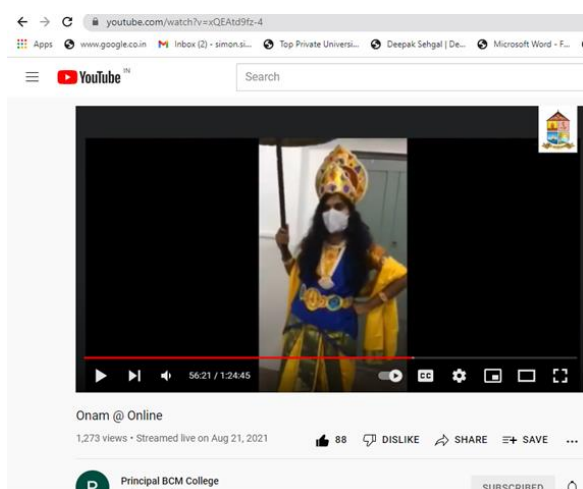 youtube.com/watch?v=xQEAtd9fz-4
Apps www.google.co.in Inbox (2) - simon.si... Top Private Universi... Deepak Sehgal | De... Microsoft Word - F...
YouTube IN
Search
56:21 / 1:24:45
CC
Onam @ Online
1,273 views • Streamed live on Aug 21, 2021 88 DISLIKE SHARE SAVE ...
Principal BCM College
P SUBSCRIBED